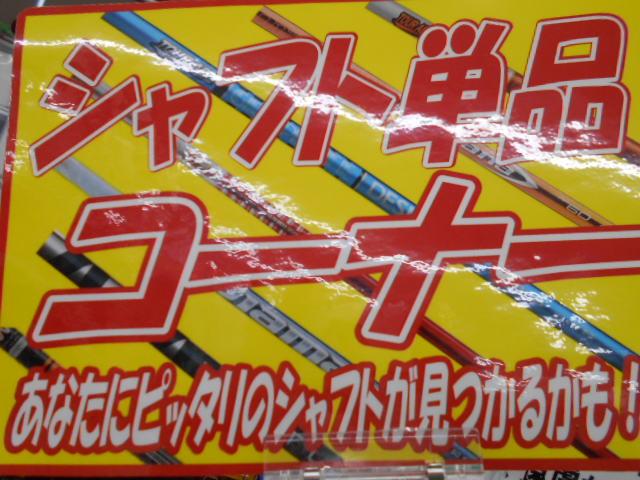 シャフト単品
コーナー
あなたにピッタリのシャフトが見つかるかも!